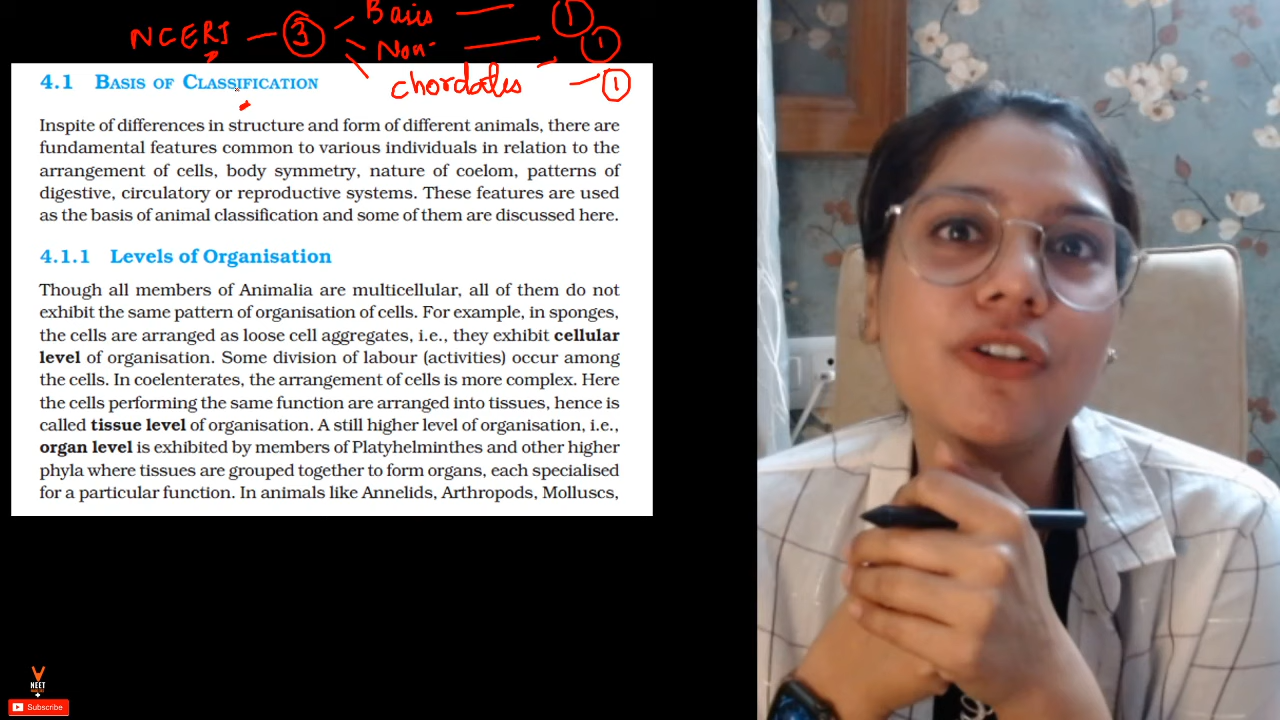 NCERT — 3
Basis — 1
Non- — 1
chordates — 1
4.1 BASIS OF CLASSIFICATION
Inspite of differences in structure and form of different animals, there are
fundamental features common to various individuals in relation to the
arrangement of cells, body symmetry, nature of coelom, patterns of
digestive, circulatory or reproductive systems. These features are used
as the basis of animal classification and some of them are discussed here.
4.1.1 Levels of Organisation
Though all members of Animalia are multicellular, all of them do not
exhibit the same pattern of organisation of cells. For example, in sponges,
the cells are arranged as loose cell aggregates, i.e., they exhibit cellular
level of organisation. Some division of labour (activities) occur among
the cells. In coelenterates, the arrangement of cells is more complex. Here
the cells performing the same function are arranged into tissues, hence is
called tissue level of organisation. A still higher level of organisation, i.e.,
organ level is exhibited by members of Platyhelminthes and other higher
phyla where tissues are grouped together to form organs, each specialised
for a particular function. In animals like Annelids, Arthropods, Molluscs,
NEET
Subscribe